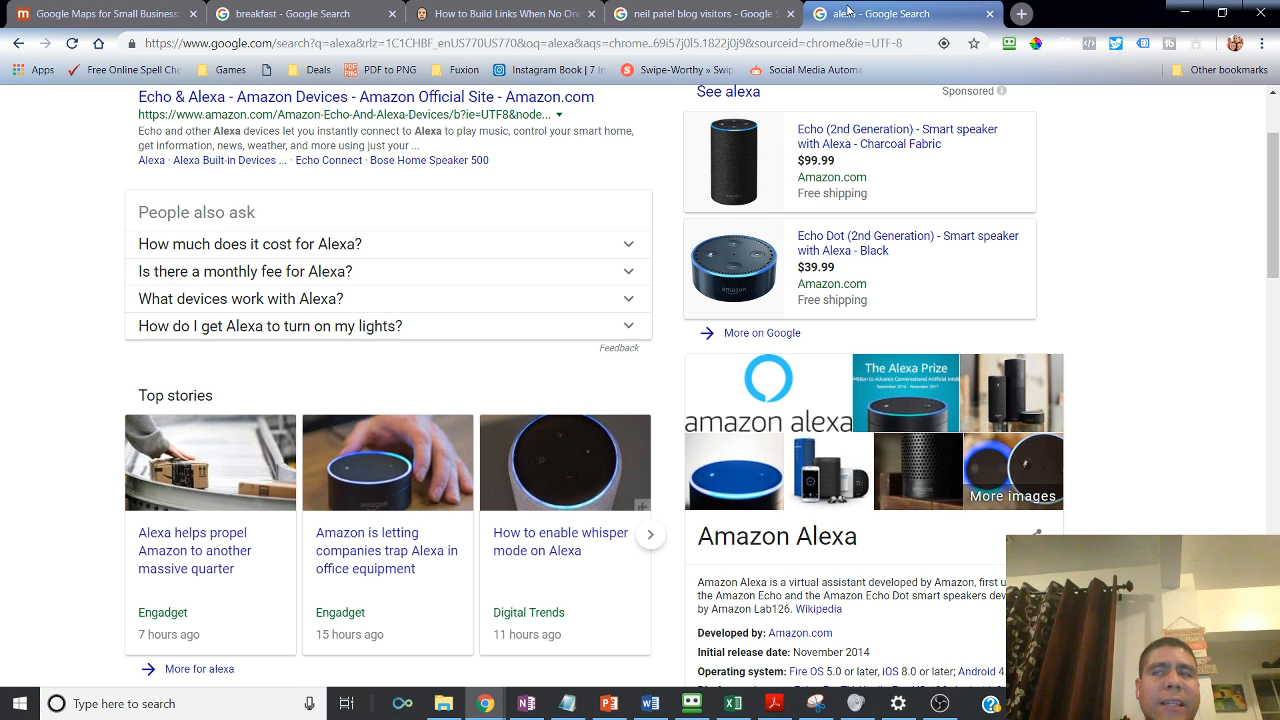 Google Maps for Small Business
breakfast - Google Search
How to Build Links When No On
neil patel blog visitors - Google S
alexa - Google Search
https://www.google.com/search?q=alexa&rlz=1C1CHBF_enUS770US770&oq=alexa&aqs=chrome..69i57j0l5.1822j0j9&sourceid=chrome&ie=UTF-8
Apps
Free Online Spell Che
Games
Deals
PDF to PNG
Fuxion
Instagram Book | 7 In
Swipe-Worthy » Swip
Social Media Automa
Other bookmarks
Echo & Alexa - Amazon Devices - Amazon Official Site - Amazon.com
https://www.amazon.com/Amazon-Echo-And-Alexa-Devices/b?ie=UTF8&node...
Echo and other Alexa devices let you instantly connect to Alexa to play music, control your smart home,
get information, news, weather, and more using just your ...
Alexa · Alexa Built-in Devices ... · Echo Connect · Bose Home Speaker 500
People also ask
How much does it cost for Alexa?
Is there a monthly fee for Alexa?
What devices work with Alexa?
How do I get Alexa to turn on my lights?
Feedback
Top stories
Alexa helps propel
Amazon to another
massive quarter
Engadget
7 hours ago
Amazon is letting
companies trap Alexa in
office equipment
Engadget
15 hours ago
How to enable whisper
mode on Alexa
Digital Trends
11 hours ago
More for alexa
See alexa
Sponsored
Echo (2nd Generation) - Smart speaker
with Alexa - Charcoal Fabric
$99.99
Amazon.com
Free shipping
Echo Dot (2nd Generation) - Smart speaker
with Alexa - Black
$39.99
Amazon.com
Free shipping
More on Google
amazon alexa
The Alexa Prize
More images
Amazon Alexa
Amazon Alexa is a virtual assistant developed by Amazon, first u
the Amazon Echo and the Amazon Echo Dot smart speakers dev
by Amazon Lab126. Wikipedia
Developed by: Amazon.com
Initial release date: November 2014
Operating system: Fire OS 5.0 or later, iOS 8.0 or later; Android 4.
Type here to search